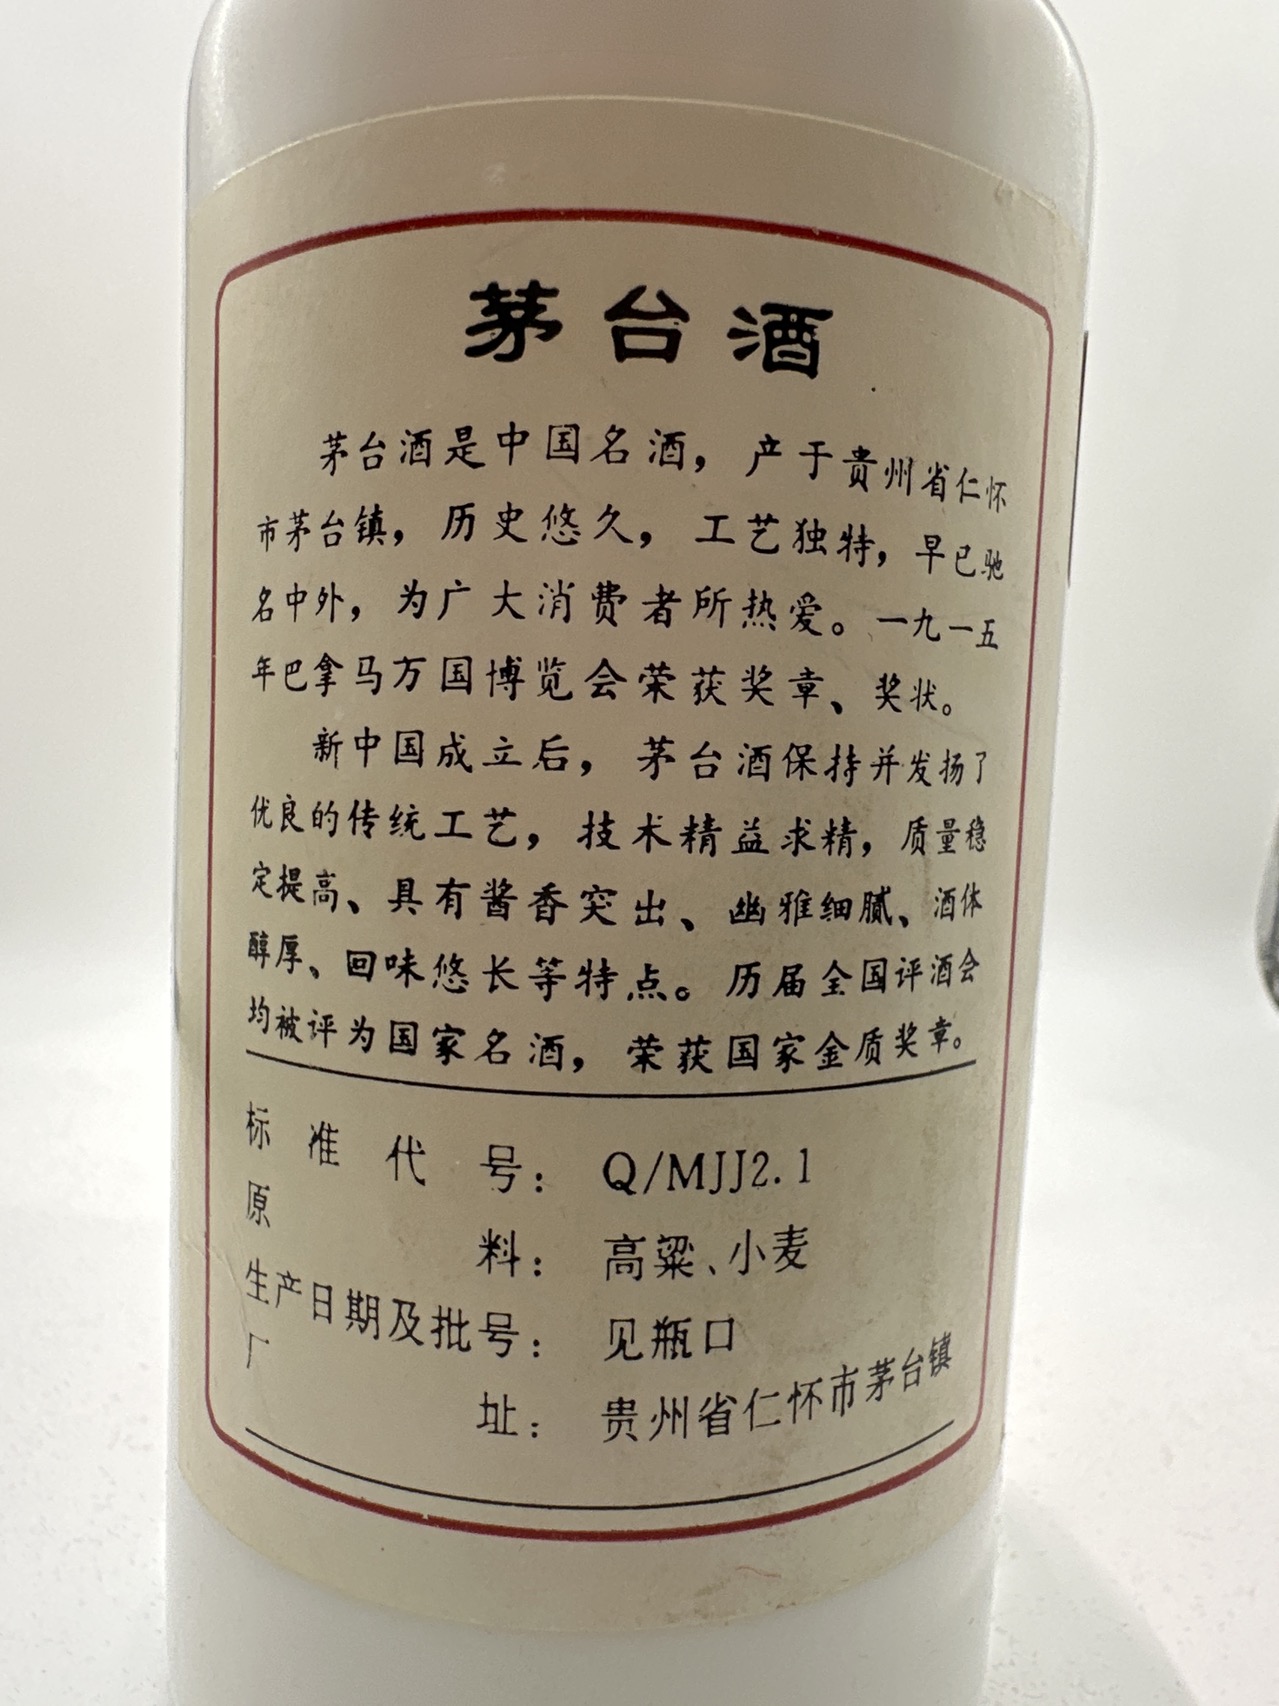 茅台酒
茅台酒是中国名酒，产于贵州省仁怀
市茅台镇，历史悠久，工艺独特，早已驰
名中外，为广大消费者所热爱。一九一五
年巴拿马万国博览会荣获奖章、奖状。
新中国成立后，茅台酒保持并发扬了
优良的传统工艺，技术精益求精，质量稳
定提高、具有酱香突出、幽雅细腻、酒体
醇厚、回味悠长等特点。历届全国评酒会
均被评为国家名酒，荣获国家金质奖章。
标准代号：Q/MJJ2.1
原料：高粱、小麦
生产日期及批号：见瓶口
厂址：贵州省仁怀市茅台镇